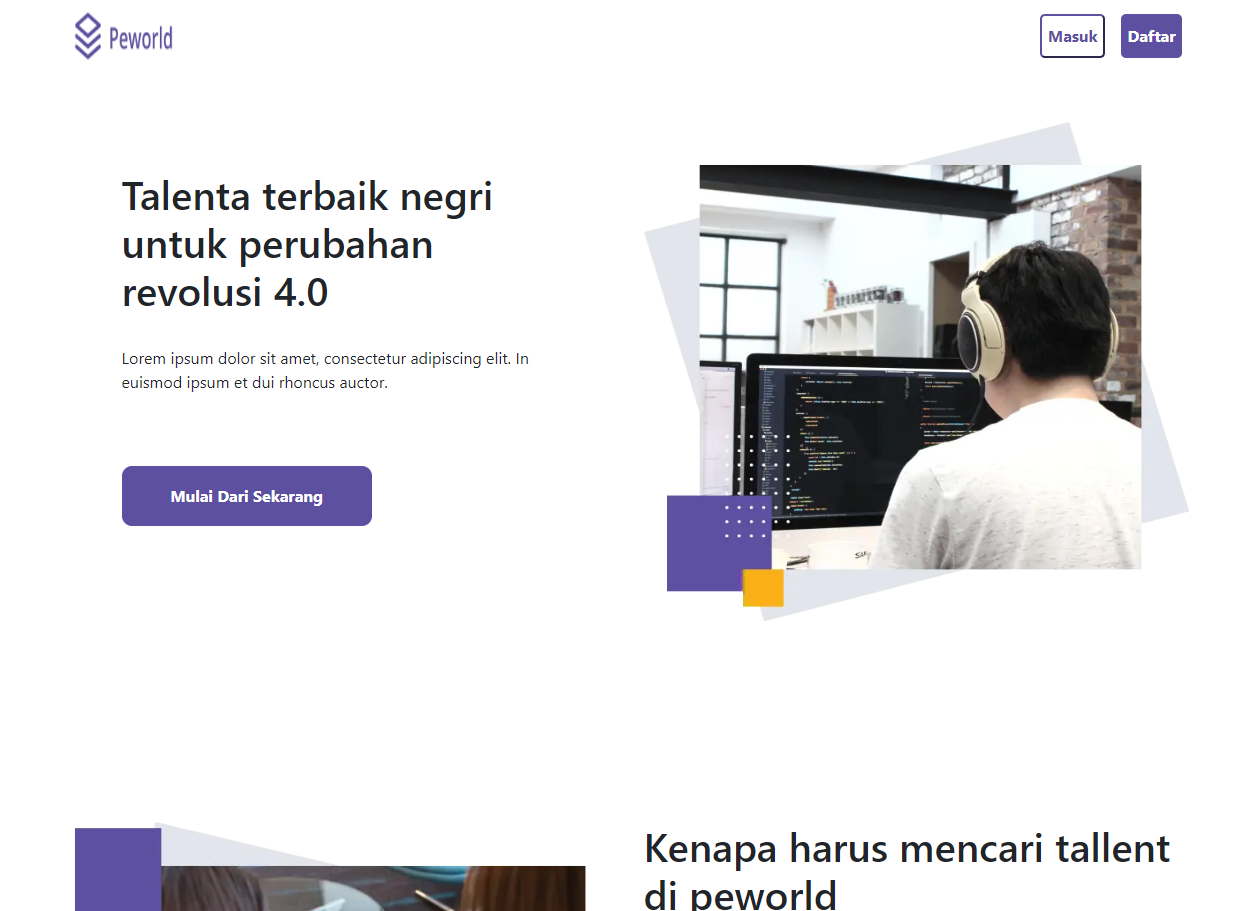 Peworld
Masuk
Daftar
Talenta terbaik negri
untuk perubahan
revolusi 4.0
Lorem ipsum dolor sit amet, consectetur adipiscing elit. In
euismod ipsum et dui rhoncus auctor.
Mulai Dari Sekarang
Kenapa harus mencari tallent
di peworld